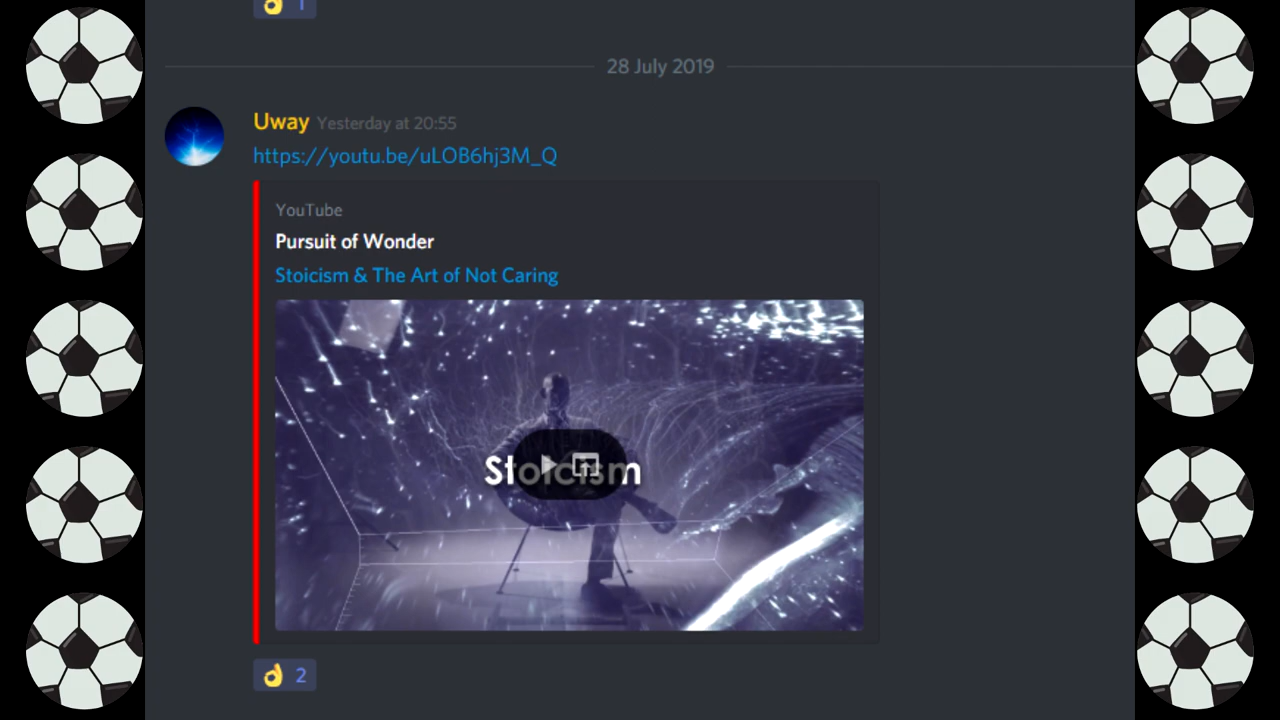 1
28 July 2019
Uway Yesterday at 20:55
https://youtu.be/uLOB6hj3M_Q
YouTube
Pursuit of Wonder
Stoicism & The Art of Not Caring
Stoicism
2